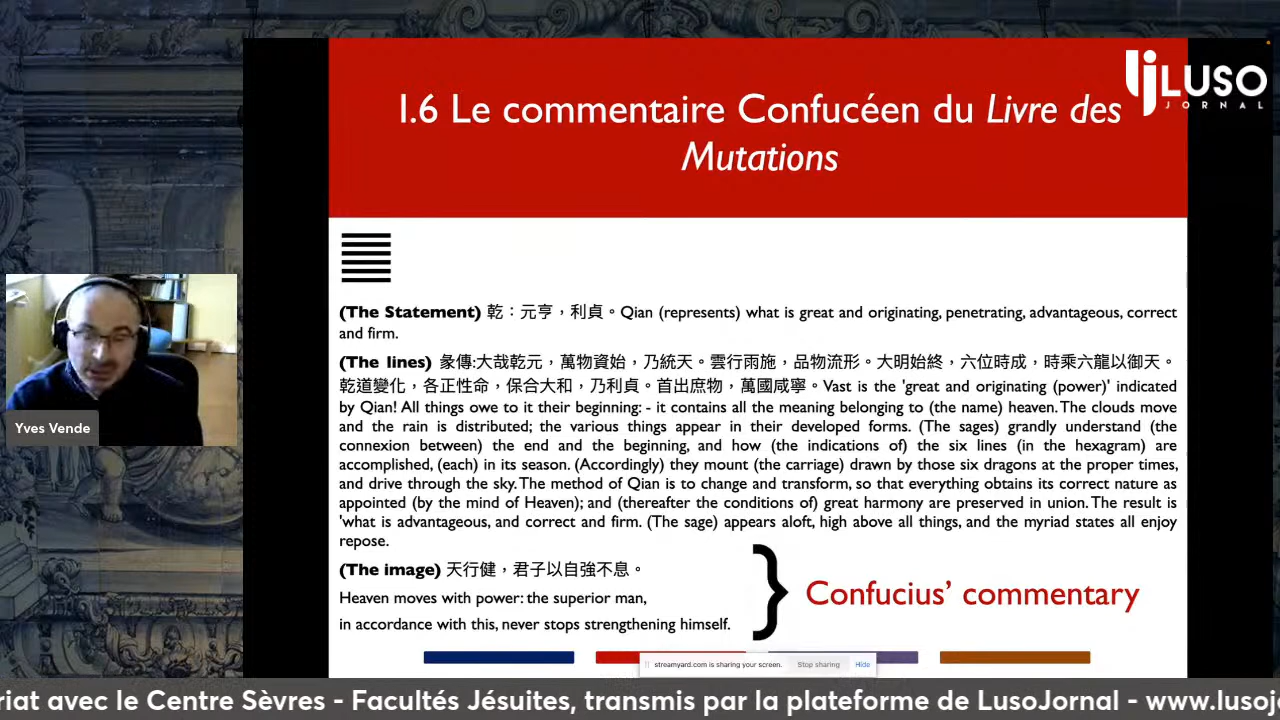 I.6 Le commentaire Confucéen du Livre des
Mutations
LUSO
JORNAL
(The Statement) 乾：元亨，利貞。Qian (represents) what is great and originating, penetrating, advantageous, correct
and firm.
(The lines) 彖傳:大哉乾元，萬物資始，乃統天。雲行雨施，品物流形。大明始終，六位時成，時乘六龍以御天。
乾道變化，各正性命，保合大和，乃利貞。首出庶物，萬國咸寧。Vast is the 'great and originating (power)' indicated
by Qian! All things owe to it their beginning: - it contains all the meaning belonging to (the name) heaven. The clouds move
and the rain is distributed; the various things appear in their developed forms. (The sages) grandly understand (the
connexion between) the end and the beginning, and how (the indications of) the six lines (in the hexagram) are
accomplished, (each) in its season. (Accordingly) they mount (the carriage) drawn by those six dragons at the proper times,
and drive through the sky. The method of Qian is to change and transform, so that everything obtains its correct nature as
appointed (by the mind of Heaven); and (thereafter the conditions of) great harmony are preserved in union. The result is
'what is advantageous, and correct and firm. (The sage) appears aloft, high above all things, and the myriad states all enjoy
repose.
(The image) 天行健，君子以自強不息。
Heaven moves with power: the superior man,
in accordance with this, never stops strengthening himself.
Confucius' commentary
Yves Vende
streamyard.com is sharing your screen. Stop sharing Hide
riat avec le Centre Sèvres - Facultés Jésuites, transmis par la plateforme de LusoJornal - www.lusoj